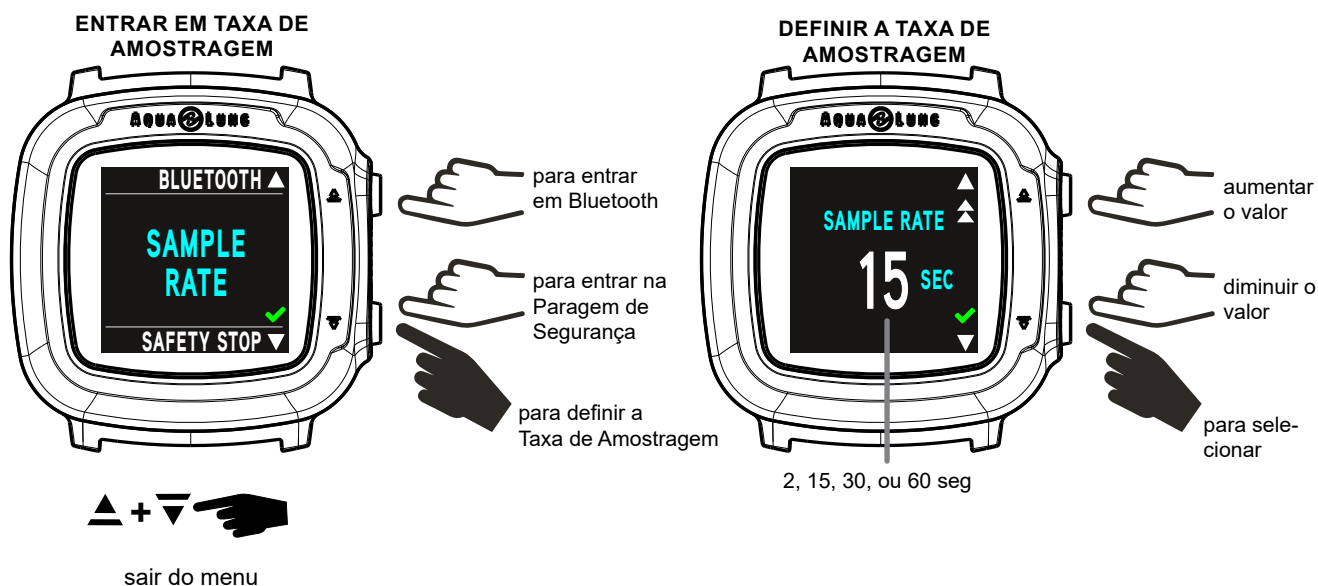 ENTRAR EM TAXA DE
AMOSTRAGEM
AQUA LUNG
BLUETOOTH ▲
SAMPLE
RATE
SAFETY STOP ▼
para entrar
em Bluetooth
para entrar na
Paragem de
Segurança
para definir a
Taxa de Amostragem
+
sair do menu
DEFINIR A TAXA DE
AMOSTRAGEM
AQUA LUNG
SAMPLE RATE
15 SEC
aumentar
o valor
diminuir o
valor
para sele-
cionar
2, 15, 30, ou 60 seg